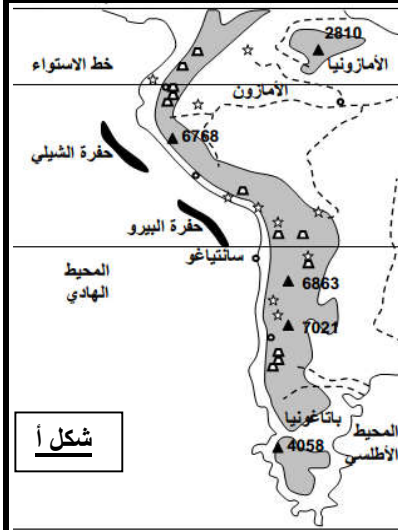 2810
خط الاستواء
الأمازونيا
الأمازون
6768
حفرة الشيلي
حفرة البيرو
سانتياغو
المحيط
الهادي
6863
7021
باتاغونيا
المحيط
الأطلسي
4058
شكل أ